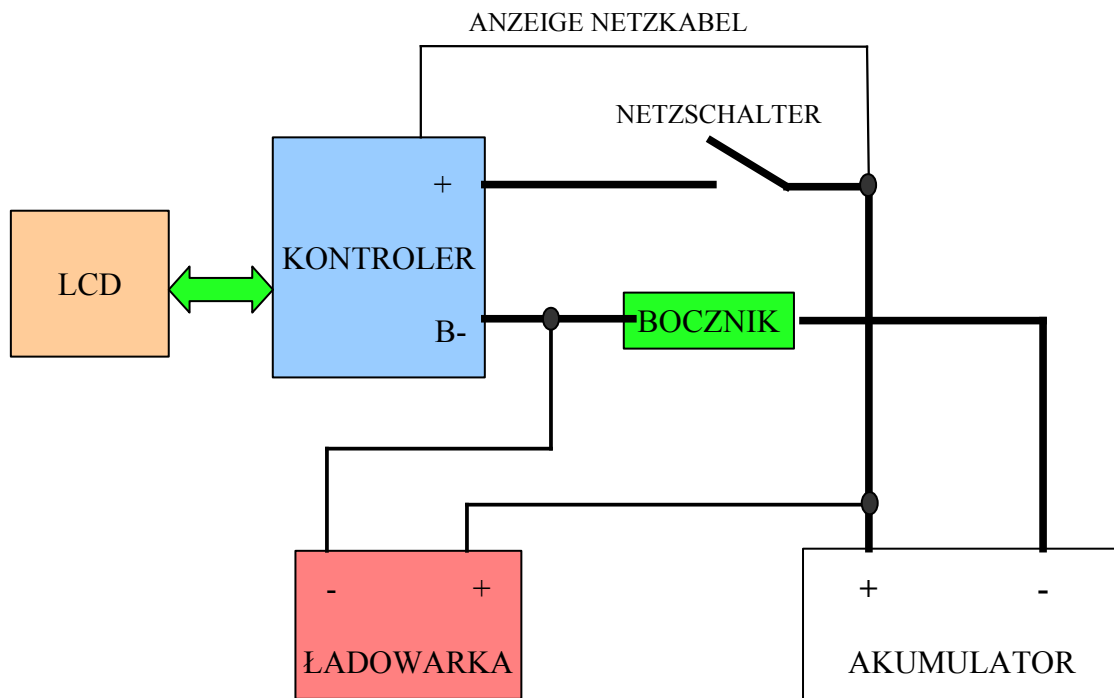 ANZEIGE NETZKABEL
NETZSCHALTER
+
KONTROLER
LCD
B-
BOCZNIK
- +
ŁADOWARKA
+ -
AKUMULATOR